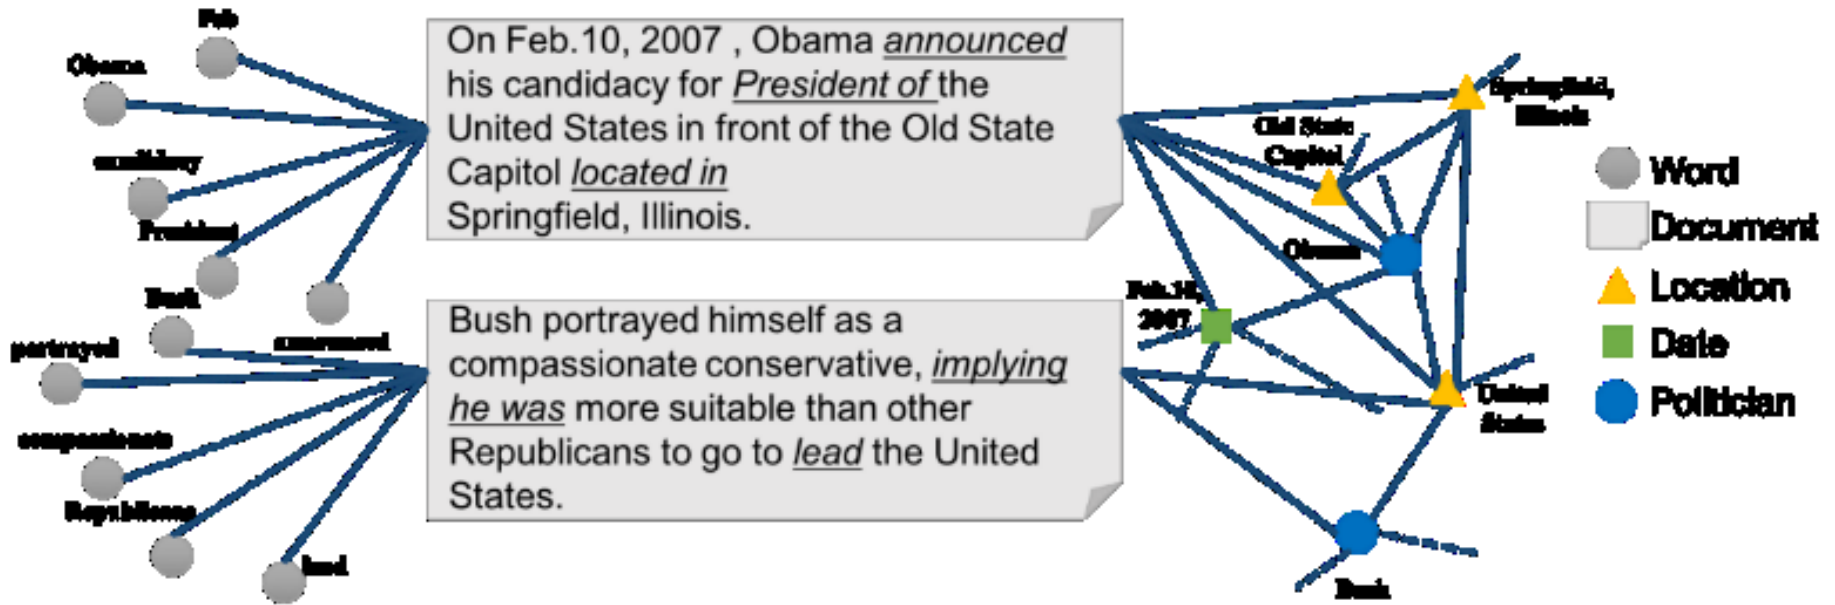 Feb
Obama
candidacy
President
announced
On Feb.10, 2007 , Obama announced
his candidacy for President of the
United States in front of the Old State
Capitol located in
Springfield, Illinois.
Bush
portrayed
compassionate
Republicans
lead
Bush portrayed himself as a
compassionate conservative, implying
he was more suitable than other
Republicans to go to lead the United
States.
Springfield,
Illinois
Old State
Capitol
Obama
Feb.10,
2007
United
States
Bush
Word
Document
Location
Date
Politician